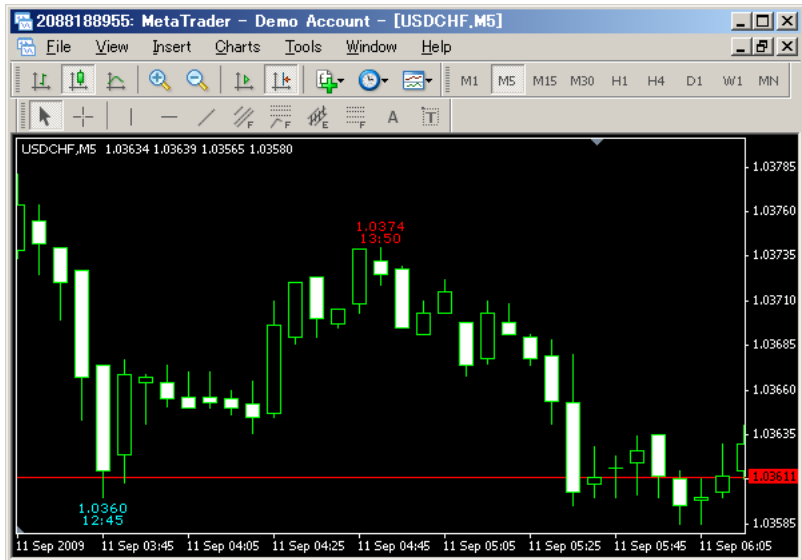 2088188955: MetaTrader - Demo Account - [USDCHF,M5]
File View Insert Charts Tools Window Help
M1 M5 M15 M30 H1 H4 D1 W1 MN
F F E F A T
USDCHF,M5 1.03634 1.03639 1.03565 1.03580
1.03785
1.03760
1.0374
13:50
1.03735
1.03710
1.03685
1.03660
1.03635
1.03611
1.0360
12:45
1.03585
11 Sep 2009 11 Sep 03:45 11 Sep 04:05 11 Sep 04:25 11 Sep 04:45 11 Sep 05:05 11 Sep 05:25 11 Sep 05:45 11 Sep 06:05